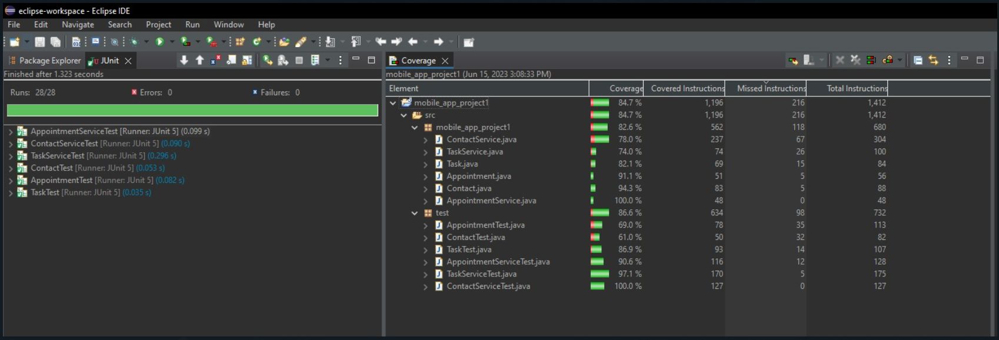 eclipse-workspace - Eclipse IDE
File Edit Navigate Search Project Run Window Help
Package Explorer JUnit
Finished after 1.323 seconds
Runs: 28/28 Errors: 0 Failures: 0
AppointmentServiceTest [Runner: JUnit 5] (0.099 s)
ContactServiceTest [Runner: JUnit 5] (0.090 s)
TaskServiceTest [Runner: JUnit 5] (0.296 s)
ContactTest [Runner: JUnit 5] (0.053 s)
AppointmentTest [Runner: JUnit 5] (0.082 s)
TaskTest [Runner: JUnit 5] (0.035 s)
Coverage
mobile_app_project1 (Jun 15, 2023 3:08:33 PM)
Element Coverage Covered Instructions Missed Instructions Total Instructions
mobile_app_project1 84.7 % 1,196 216 1,412
src 84.7 % 1,196 216 1,412
mobile_app_project1 82.6 % 562 118 680
ContactService.java 78.0 % 237 67 304
TaskService.java 74.0 % 74 26 100
Task.java 82.1 % 69 15 84
Appointment.java 91.1 % 51 5 56
Contact.java 94.3 % 83 5 88
AppointmentService.java 100.0 % 48 0 48
test 86.6 % 634 98 732
AppointmentTest.java 69.0 % 78 35 113
ContactTest.java 61.0 % 50 32 82
TaskTest.java 86.9 % 93 14 107
AppointmentServiceTest.java 90.6 % 116 12 128
TaskServiceTest.java 97.1 % 170 5 175
ContactServiceTest.java 100.0 % 127 0 127